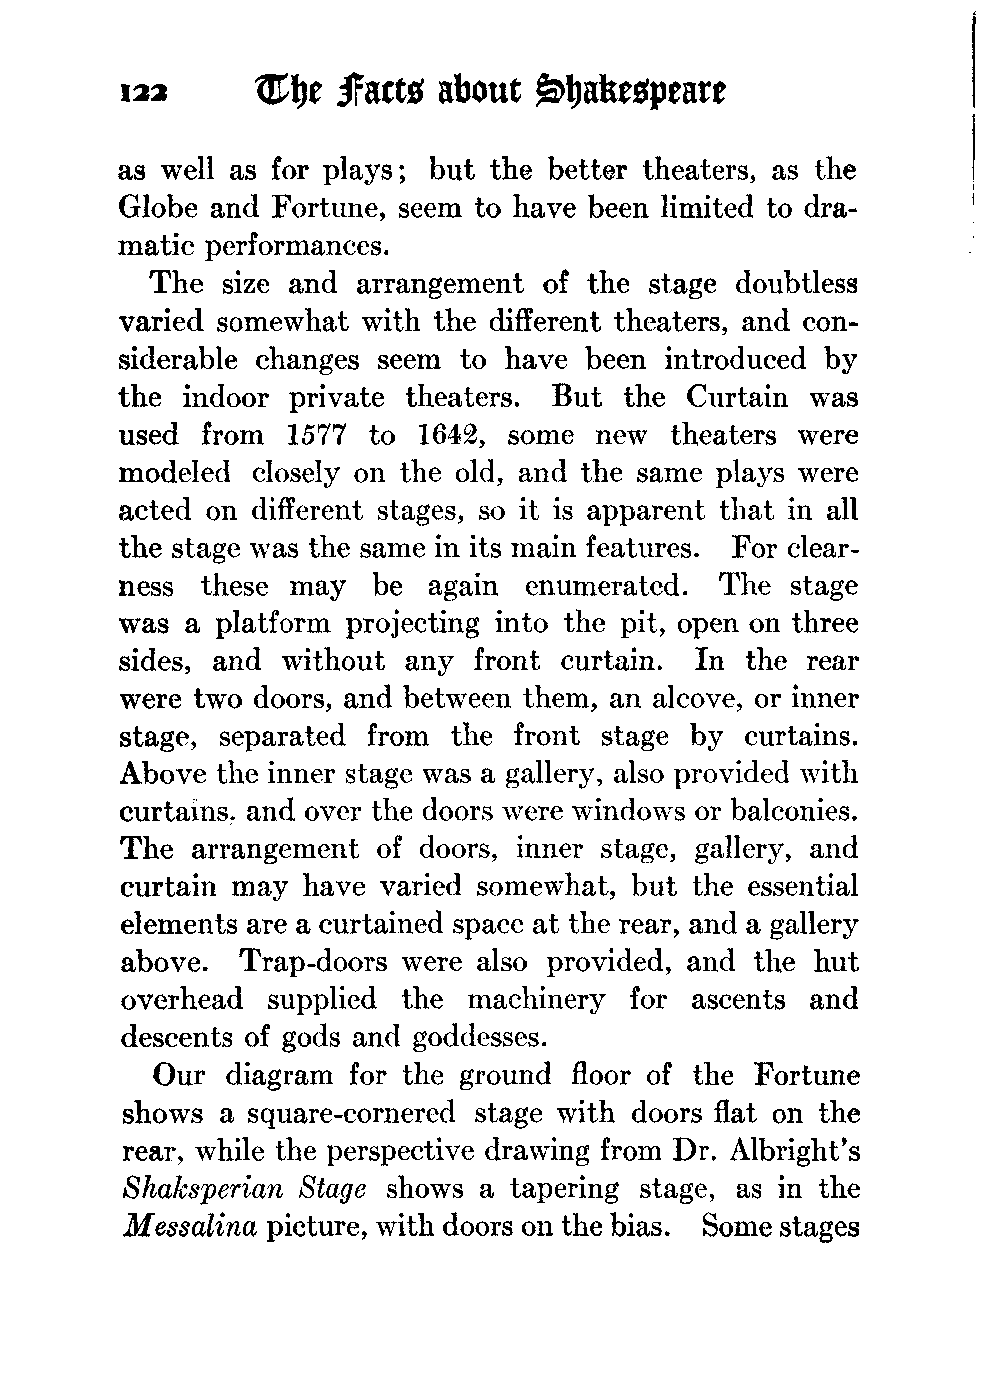 122 The Facts about Shakespeare
as well as for plays; but the better theaters, as the
Globe and Fortune, seem to have been limited to dra-
matic performances.
The size and arrangement of the stage doubtless
varied somewhat with the different theaters, and con-
siderable changes seem to have been introduced by
the indoor private theaters. But the Curtain was
used from 1577 to 1642, some new theaters were
modeled closely on the old, and the same plays were
acted on different stages, so it is apparent that in all
the stage was the same in its main features. For clear-
ness these may be again enumerated. The stage
was a platform projecting into the pit, open on three
sides, and without any front curtain. In the rear
were two doors, and between them, an alcove, or inner
stage, separated from the front stage by curtains.
Above the inner stage was a gallery, also provided with
curtains, and over the doors were windows or balconies.
The arrangement of doors, inner stage, gallery, and
curtain may have varied somewhat, but the essential
elements are a curtained space at the rear, and a gallery
above. Trap-doors were also provided, and the hut
overhead supplied the machinery for ascents and
descents of gods and goddesses.
Our diagram for the ground floor of the Fortune
shows a square-cornered stage with doors flat on the
rear, while the perspective drawing from Dr. Albright's
Shaksperian Stage shows a tapering stage, as in the
Messalina picture, with doors on the bias. Some stages